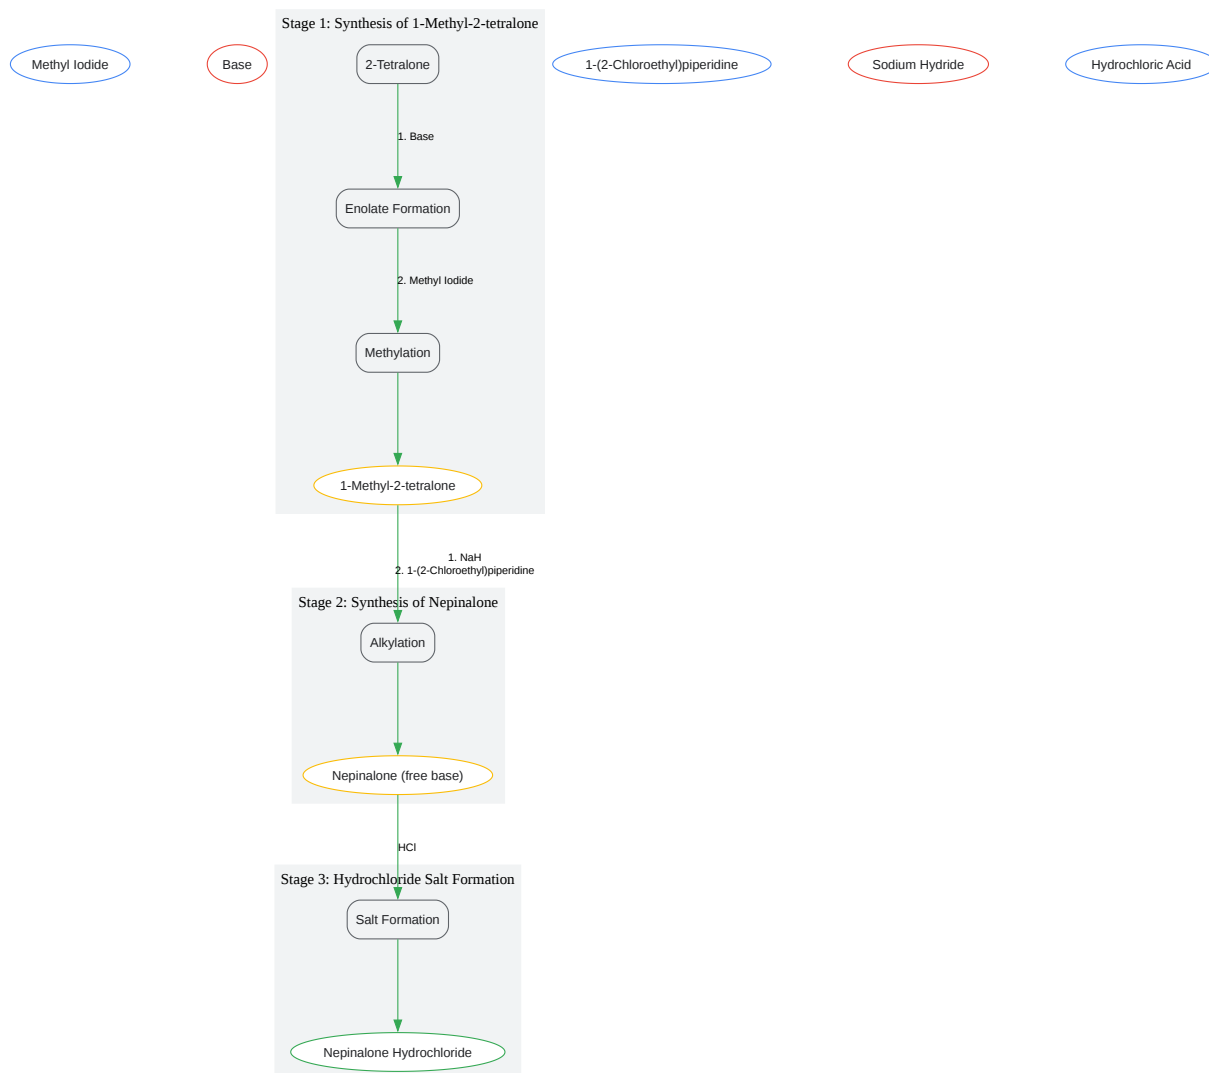 Stage 1: Synthesis of 1-Methyl-2-tetralone
Methyl Iodide
Base
2-Tetralone
1-(2-Chloroethyl)piperidine
Sodium Hydride
Hydrochloric Acid
1. Base
Enolate Formation
2. Methyl Iodide
Methylation
1-Methyl-2-tetralone
1. NaH
2. 1-(2-Chloroethyl)piperidine
Stage 2: Synthesis of Nepinalone
Alkylation
Nepinalone (free base)
HCl
Stage 3: Hydrochloride Salt Formation
Salt Formation
Nepinalone Hydrochloride